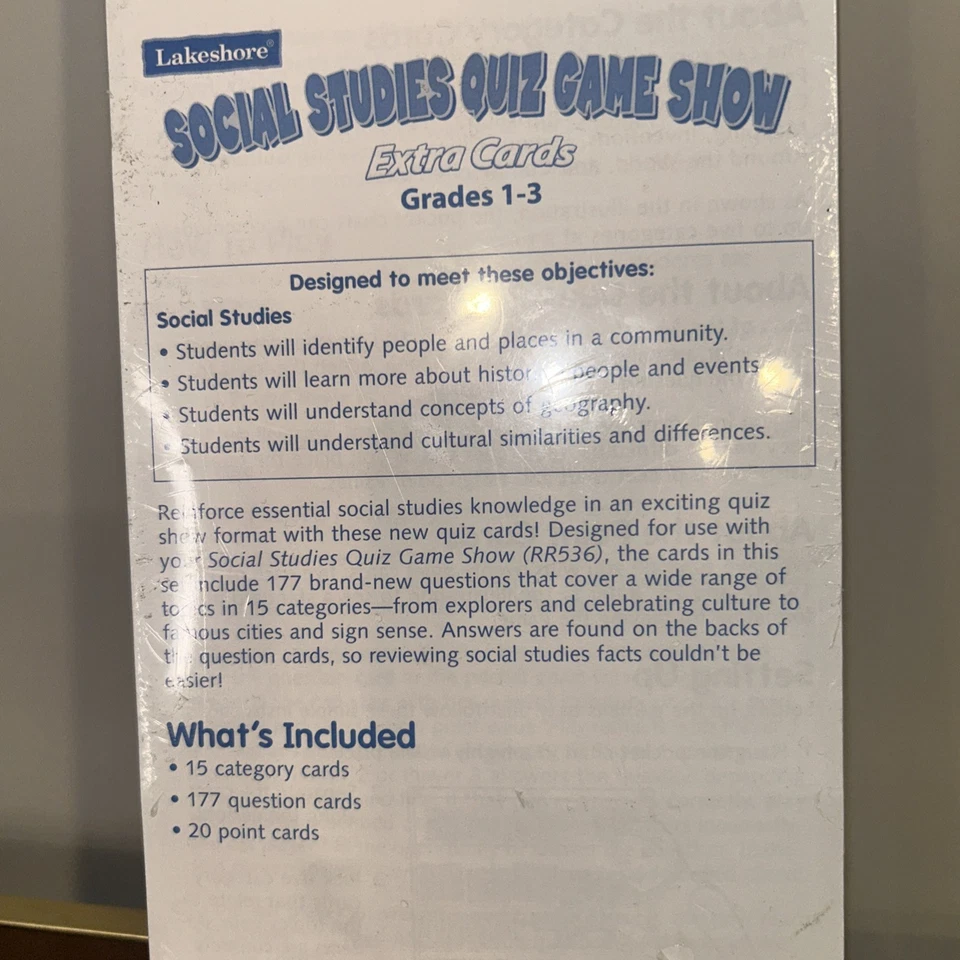 Lakeshore®
SOCIAL STUDIES QUIZ GAME SHOW
Extra Cards
Grades 1-3
Designed to meet these objectives:
Social Studies
• Students will identify people and places in a community.
• Students will learn more about people and events
• Students will understand concepts of geography.
• Students will understand cultural similarities and differences.
Reinforce essential social studies knowledge in an exciting quiz
show format with these new quiz cards! Designed for use with
your Social Studies Quiz Game Show (RR536), the cards in this
set include 177 brand-new questions that cover a wide range of
topics in 15 categories—from explorers and celebrating culture to
famous cities and sign sense. Answers are found on the backs of
the question cards, so reviewing social studies facts couldn't be
easier!
What's Included
• 15 category cards
• 177 question cards
• 20 point cards